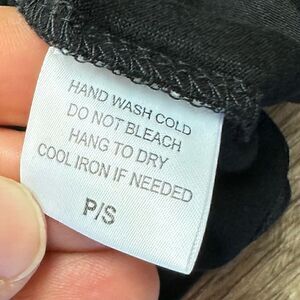 HAND WASH COLD
DO NOT BLEACH
HANG TO DRY
COOL IRON IF NEEDED
P/S